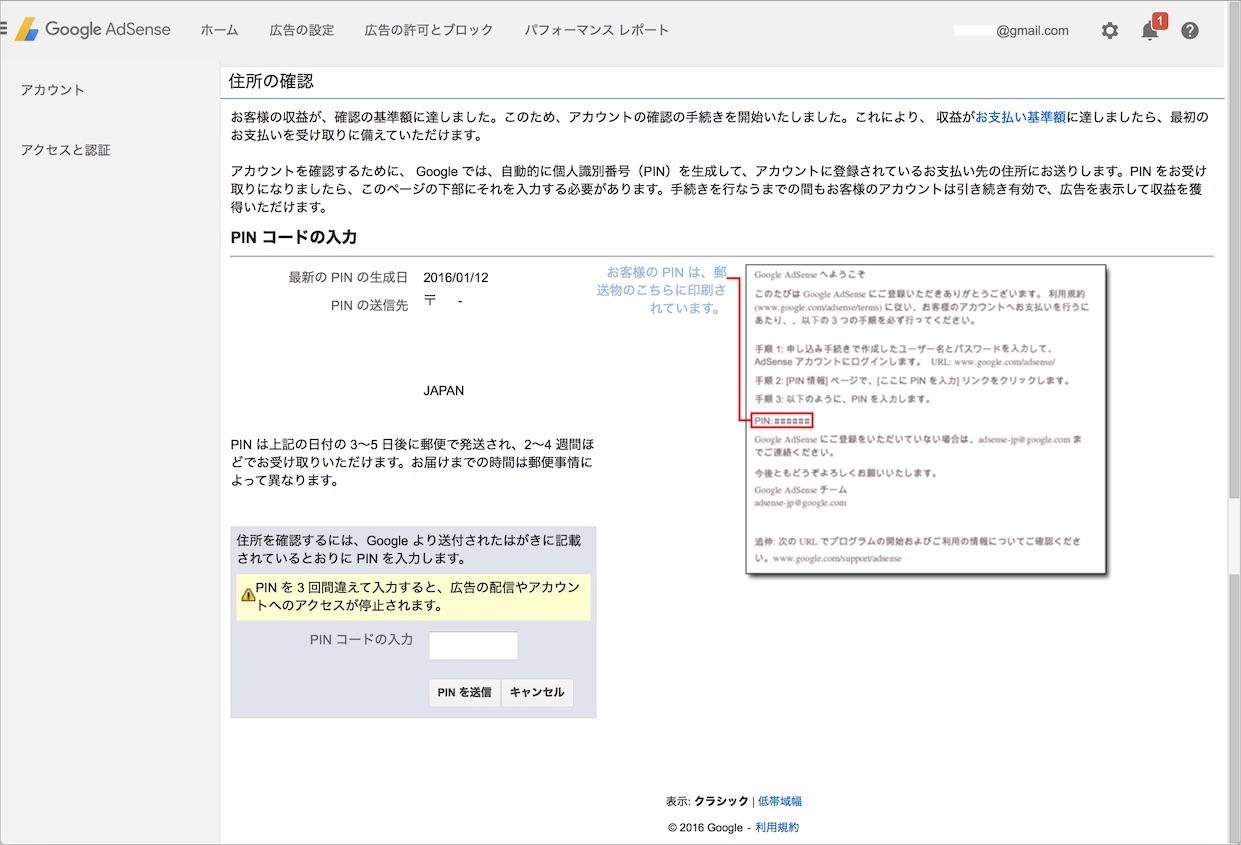 Google AdSense ホーム 広告の設定 広告の許可とブロック パフォーマンス レポート @gmail.com 1 ?
アカウント
アクセスと認証
住所の確認
お客様の収益が、確認の基準額に達しました。このため、アカウントの確認の手続きを開始いたしました。これにより、 収益がお支払い基準額に達しましたら、最初の
お支払いを受け取りに備えていただけます。
アカウントを確認するために、 Google では、自動的に個人識別番号（PIN）を生成して、アカウントに登録されているお支払い先の住所にお送りします。PIN をお受け
取りになりましたら、このページの下部にそれを入力する必要があります。手続きを行なうまでの間もお客様のアカウントは引き続き有効で、広告を表示して収益を獲
得いただけます。
PIN コードの入力
最新の PIN の生成日 2016/01/12
PIN の送信先 〒 -
JAPAN
PIN は上記の日付の 3～5 日後に郵便で発送され、2～4 週間ほ
どでお受け取りいただけます。お届けまでの時間は郵便事情に
よって異なります。
お客様の PIN は、郵
送物のこちらに印刷さ
れています。
Google AdSense へようこそ
このたびは Google AdSense にご登録いただきありがとうございます。 利用規約
(www.google.com/adsense/terms) に従い、お客様のアカウントへお支払いを行うに
あたり、、以下の 3 つの手順を必ず行ってください。
手順 1: 申し込み手続きで作成したユーザー名とパスワードを入力して、
AdSense アカウントにログインします。 URL: www.google.com/adsense/
手順 2: [PIN 情報] ページで、[ここに PIN を入力] リンクをクリックします。
手順 3: 以下のように、PIN を入力します。
PIN: ######
Google AdSense にご登録をいただいていない場合は、adsense-jp@google.com ま
でご連絡ください。
今後ともどうぞよろしくお願いいたします。
Google AdSense チーム
adsense-jp@google.com
追伸: 次の URL でプログラムの開始およびご利用の情報についてご確認くださ
い。www.google.com/support/adsense
住所を確認するには、Google より送付されたはがきに記載
されているとおりに PIN を入力します。
PIN を 3 回間違えて入力すると、広告の配信やアカウン
トへのアクセスが停止されます。
PIN コードの入力
PIN を送信 キャンセル
表示: クラシック | 低帯域幅
© 2016 Google - 利用規約